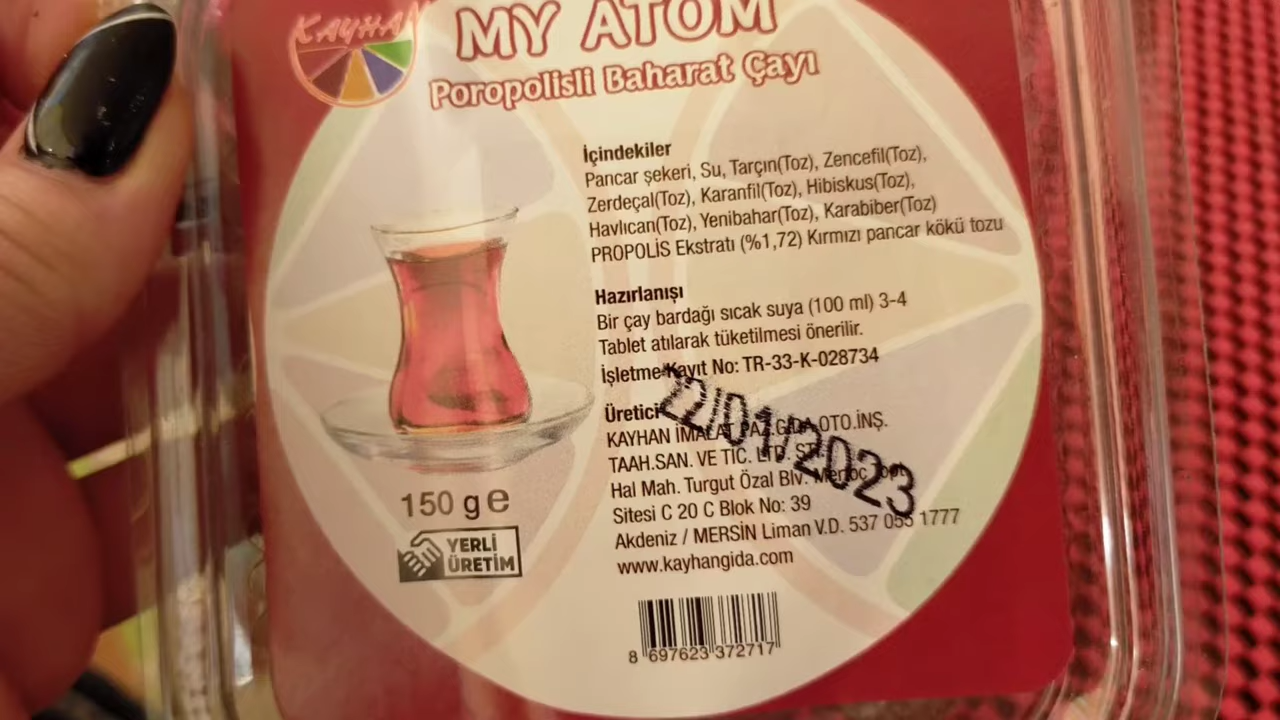 KAYHAN
MY ATOM
Poropolisli Baharat Çayı
İçindekiler
Pancar şekeri, Su, Tarçın(Toz), Zencefil(Toz),
Zerdeçal(Toz), Karanfil(Toz), Hibiskus(Toz),
Havlıcan(Toz), Yenibahar(Toz), Karabiber(Toz)
PROPOLİS Ekstratı (%1,72) Kırmızı pancar kökü tozu
Hazırlanışı
Bir çay bardağı sıcak suya (100 ml) 3-4
Tablet atılarak tüketilmesi önerilir.
İşletme Kayıt No: TR-33-K-028734
22/01/2023
Üretici
KAYHAN İMALAT PAZ.GIDA OTO.İNŞ.
TAAH.SAN. VE TİC. LTD. ŞTİ
Hal Mah. Turgut Özal Blv.
Sitesi C 20 C Blok No: 39
Akdeniz / MERSİN Liman V.D. 537 055 1777
www.kayhangida.com
150 g e
YERLİ
ÜRETİM
8 697623 372717